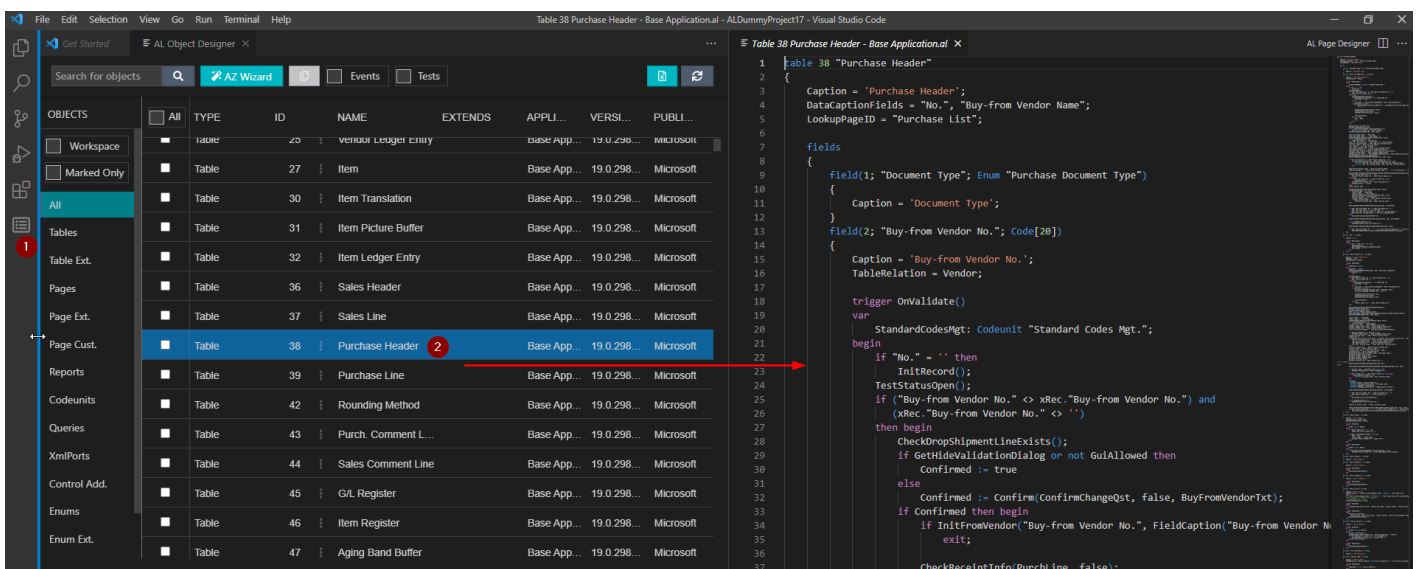 File Edit Selection View Go Run Terminal Help
Table 38 Purchase Header - Base Application.al - ALDummyProject17 - Visual Studio Code
Get Started
AL Object Designer
Search for objects
AZ Wizard
Events
Tests
OBJECTS
Workspace
Marked Only
All
Tables
Table Ext.
Pages
Page Ext.
Page Cust.
Reports
Codeunits
Queries
XmlPorts
Control Add.
Enums
Enum Ext.
1
All TYPE ID NAME EXTENDS APPLI... VERSI... PUBLI...
Table 25 Vendor Ledger Entry Base App... 19.0.298... Microsoft
Table 27 Item Base App... 19.0.298... Microsoft
Table 30 Item Translation Base App... 19.0.298... Microsoft
Table 31 Item Picture Buffer Base App... 19.0.298... Microsoft
Table 32 Item Ledger Entry Base App... 19.0.298... Microsoft
Table 36 Sales Header Base App... 19.0.298... Microsoft
Table 37 Sales Line Base App... 19.0.298... Microsoft
Table 38 Purchase Header 2 Base App... 19.0.298... Microsoft
Table 39 Purchase Line Base App... 19.0.298... Microsoft
Table 42 Rounding Method Base App... 19.0.298... Microsoft
Table 43 Purch. Comment L... Base App... 19.0.298... Microsoft
Table 44 Sales Comment Line Base App... 19.0.298... Microsoft
Table 45 G/L Register Base App... 19.0.298... Microsoft
Table 46 Item Register Base App... 19.0.298... Microsoft
Table 47 Aging Band Buffer Base App... 19.0.298... Microsoft
Table 38 Purchase Header - Base Application.al
AL Page Designer
1 table 38 "Purchase Header"
2 {
3 Caption = 'Purchase Header';
4 DataCaptionFields = "No.", "Buy-from Vendor Name";
5 LookupPageID = "Purchase List";
6
7 fields
8 {
9 field(1; "Document Type"; Enum "Purchase Document Type")
10 {
11 Caption = 'Document Type';
12 }
13 field(2; "Buy-from Vendor No."; Code[20])
14 {
15 Caption = 'Buy-from Vendor No.';
16 TableRelation = Vendor;
17
18 trigger OnValidate()
19 var
20 StandardCodesMgt: Codeunit "Standard Codes Mgt.";
21 begin
22 if "No." = '' then
23 InitRecord();
24 TestStatusOpen();
25 if ("Buy-from Vendor No." <> xRec."Buy-from Vendor No.") and
26 (xRec."Buy-from Vendor No." <> '')
27 then begin
28 CheckDropShipmentLineExists();
29 if GetHideValidationDialog or not GuiAllowed then
30 Confirmed := true
31 else
32 Confirmed := Confirm(ConfirmChangeQst, false, BuyFromVendorTxt);
33 if Confirmed then begin
34 if InitFromVendor("Buy-from Vendor No.", FieldCaption("Buy-from Vendor
35 exit;
36
37 CheckReceiptInfo(PurchLine, false);